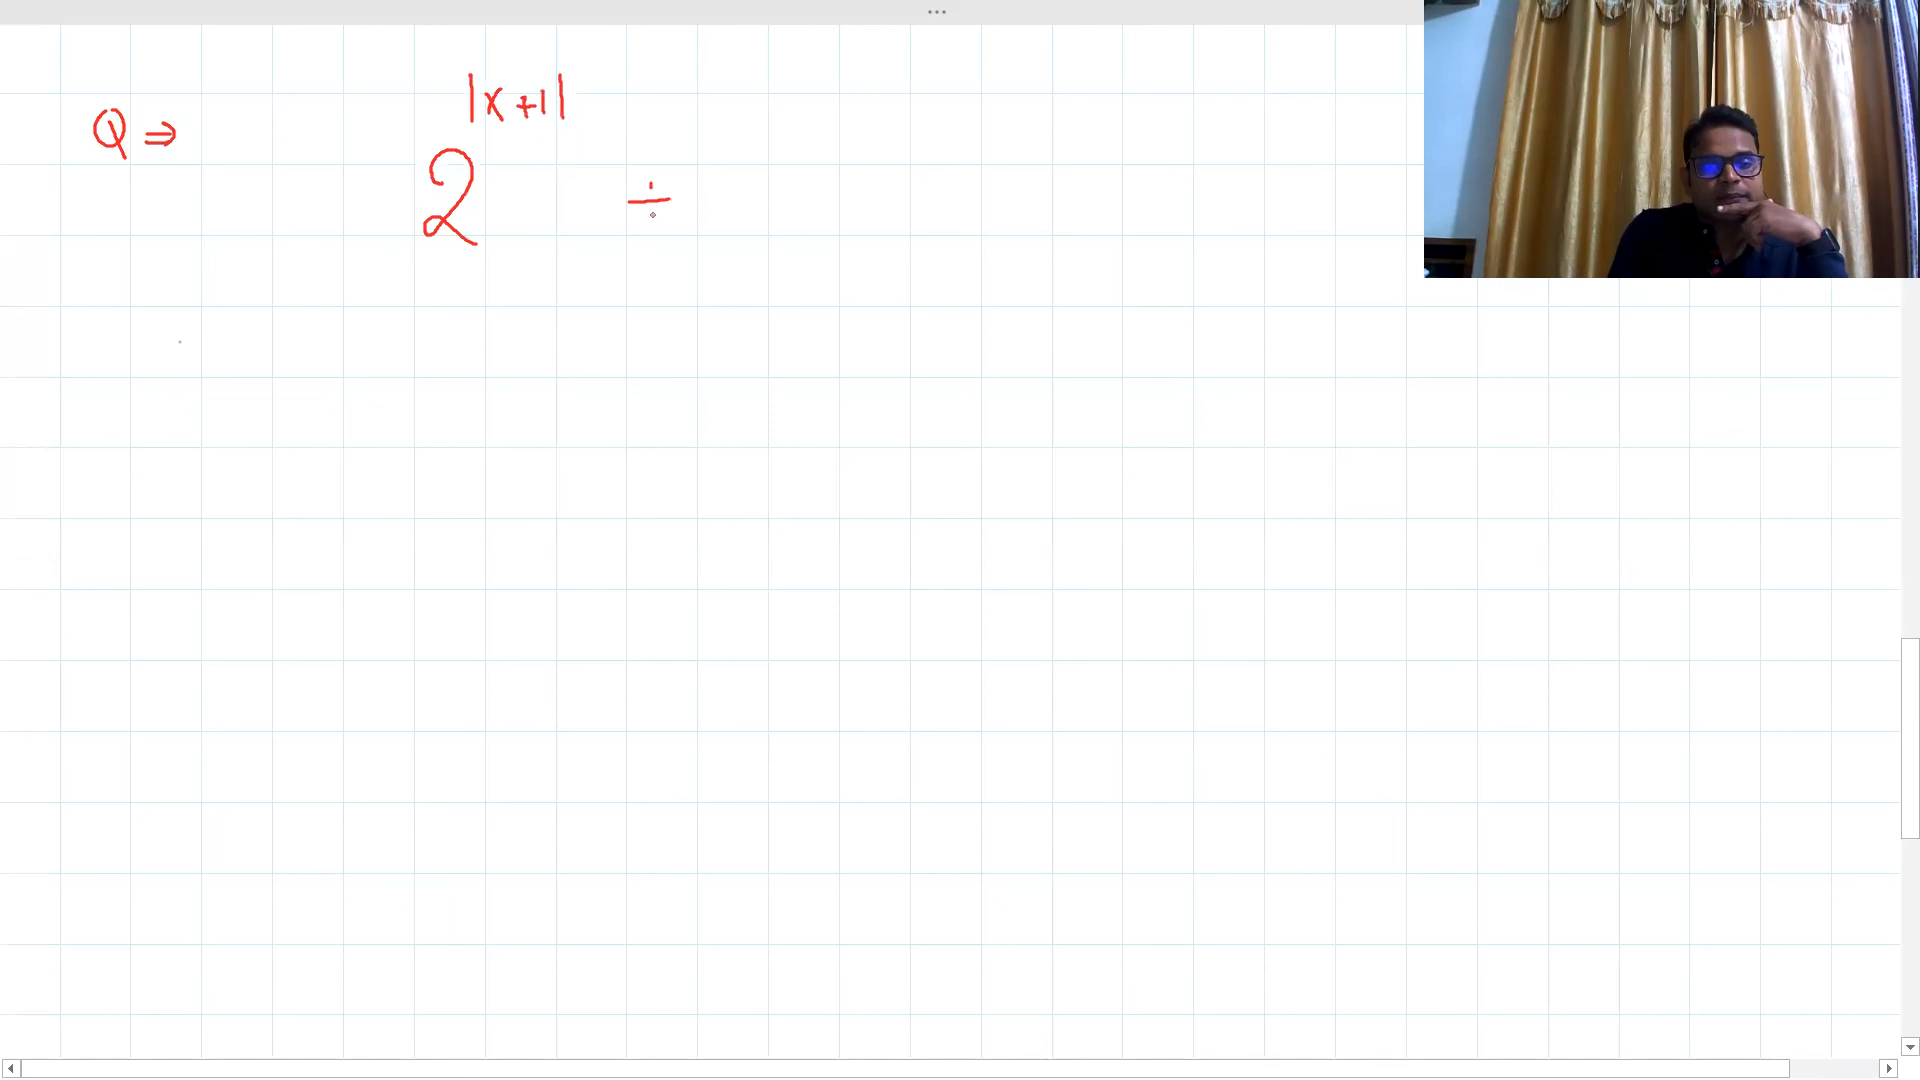 Q ⇒ 2^|x+1| ÷